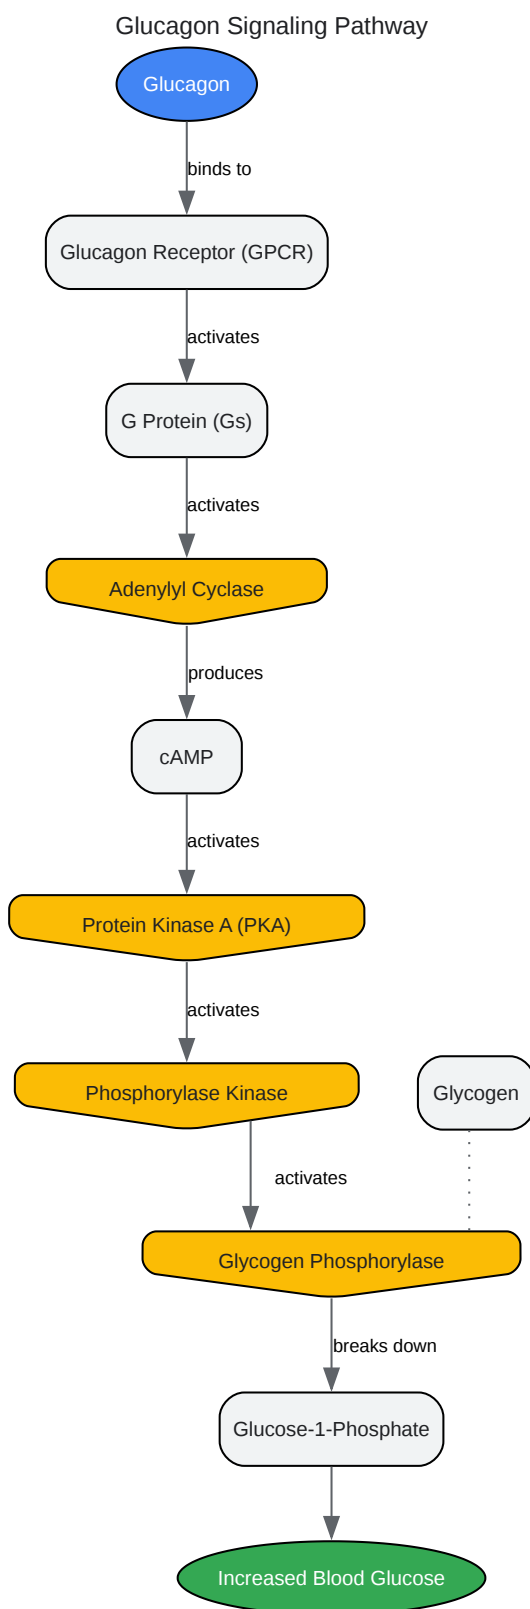 Glucagon Signaling Pathway
Glucagon
binds to
Glucagon Receptor (GPCR)
activates
G Protein (Gs)
activates
Adenylyl Cyclase
produces
cAMP
activates
Protein Kinase A (PKA)
activates
Phosphorylase Kinase
Glycogen
activates
Glycogen Phosphorylase
breaks down
Glucose-1-Phosphate
Increased Blood Glucose